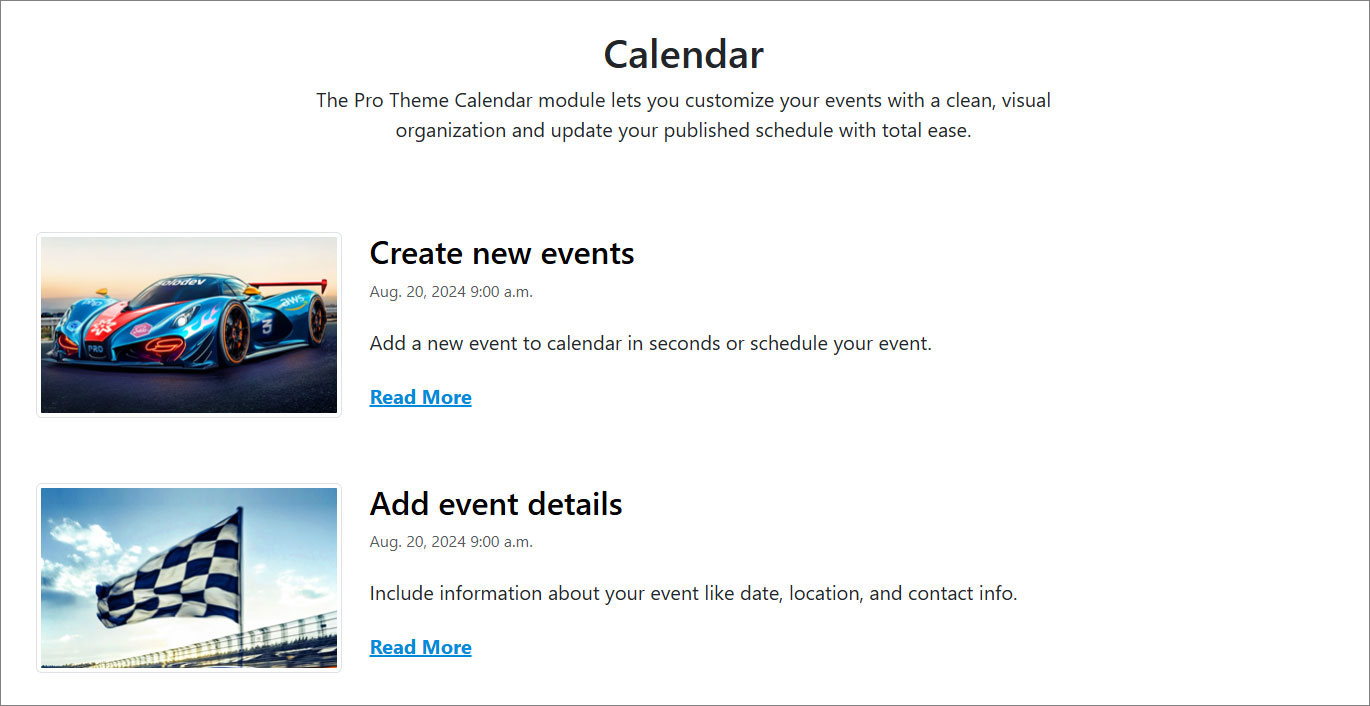 Calendar
The Pro Theme Calendar module lets you customize your events with a clean, visual
organization and update your published schedule with total ease.
solodev
aws
PRO
Create new events
Aug. 20, 2024 9:00 a.m.
Add a new event to calendar in seconds or schedule your event.
Read More
Add event details
Aug. 20, 2024 9:00 a.m.
Include information about your event like date, location, and contact info.
Read More